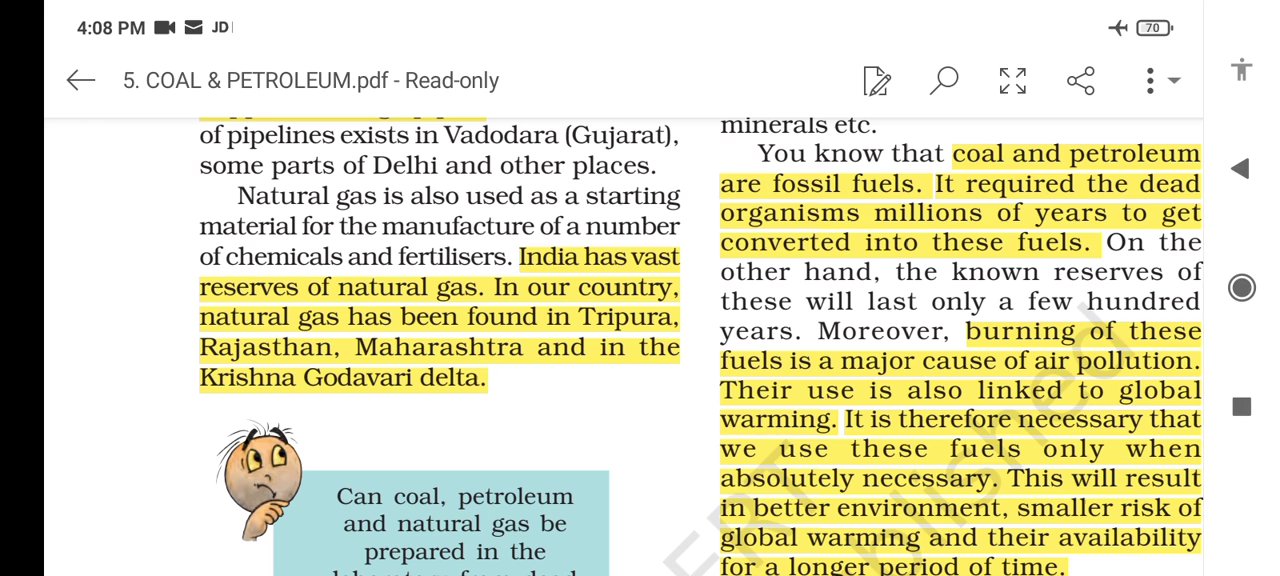 4:08 PM JD
70
5. COAL & PETROLEUM.pdf - Read-only
of pipelines exists in Vadodara (Gujarat),
some parts of Delhi and other places.
Natural gas is also used as a starting
material for the manufacture of a number
of chemicals and fertilisers. India has vast
reserves of natural gas. In our country,
natural gas has been found in Tripura,
Rajasthan, Maharashtra and in the
Krishna Godavari delta.
Can coal, petroleum
and natural gas be
prepared in the
minerals etc.
You know that coal and petroleum
are fossil fuels. It required the dead
organisms millions of years to get
converted into these fuels. On the
other hand, the known reserves of
these will last only a few hundred
years. Moreover, burning of these
fuels is a major cause of air pollution.
Their use is also linked to global
warming. It is therefore necessary that
we use these fuels only when
absolutely necessary. This will result
in better environment, smaller risk of
global warming and their availability
for a longer period of time.